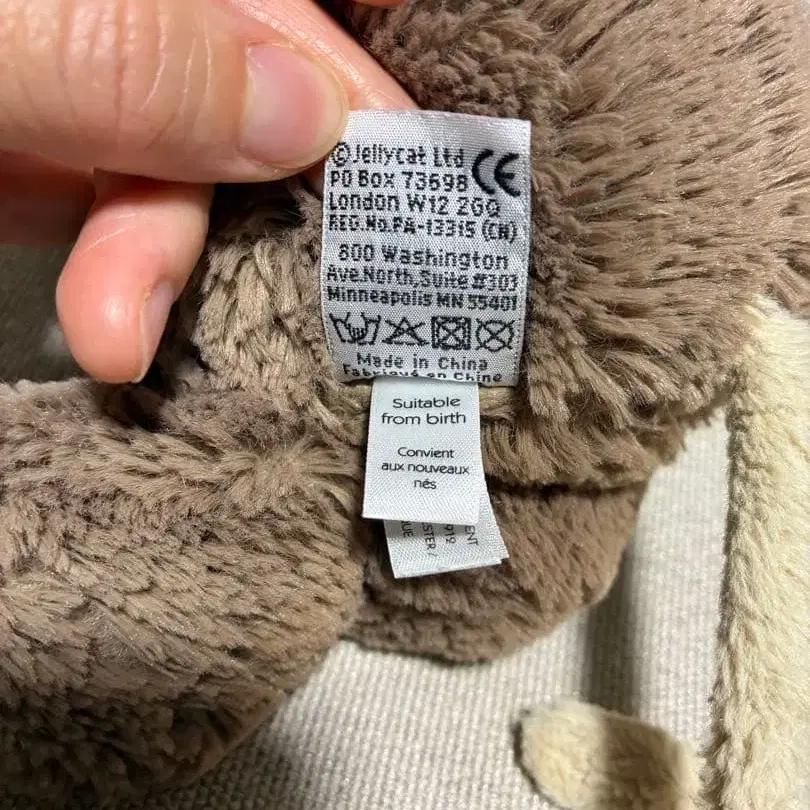 ©Jellycat Ltd CE
PO BOX 73698
London W12 2GQ
REG.No.PA-13315 (CN)
800 Washington
Ave.North,Suite #303
Minneapolis MN 55401
Made in China
Fabriqué en Chine
Suitable
from birth
Convient
aux nouveaux
nés